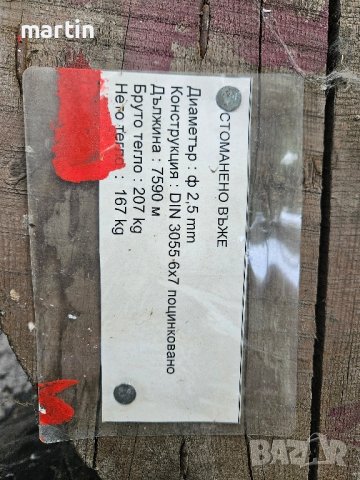 martin
СТОМАНЕНО ВЪЖЕ
Диаметър : ф 2,5 mm
Конструкция : DIN 3055 6x7 поцинковано
Дължина : 7590 м
Бруто тегло : 207 kg
Нето тегло : 167 kg
BAZAR